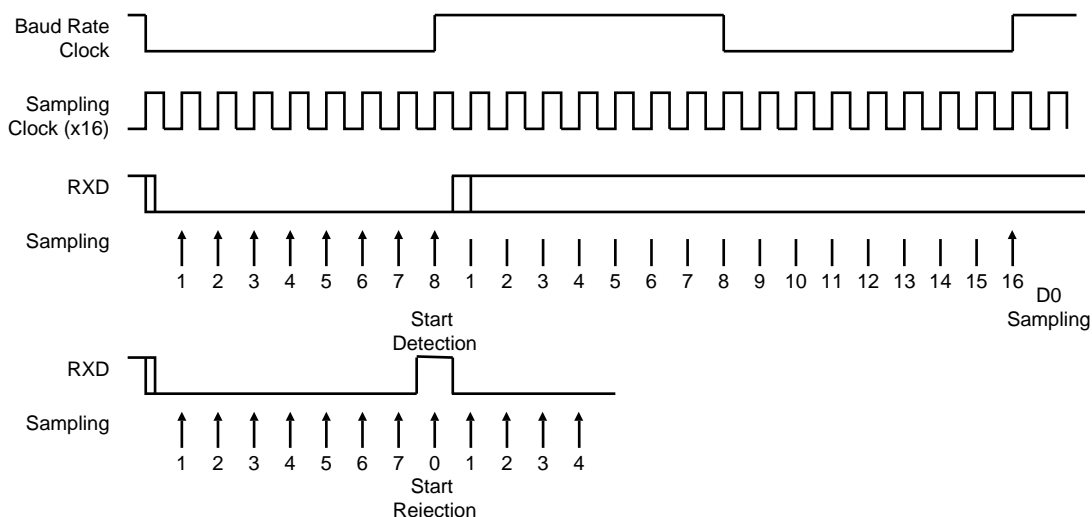 Baud Rate
Clock
Sampling
Clock (x16)
RXD
Sampling
1 2 3 4 5 6 7 8 1 2 3 4 5 6 7 8 9 10 11 12 13 14 15 16
D0
Sampling
Start
Detection
RXD
Sampling
1 2 3 4 5 6 7 0 1 2 3 4
Start
Rejection